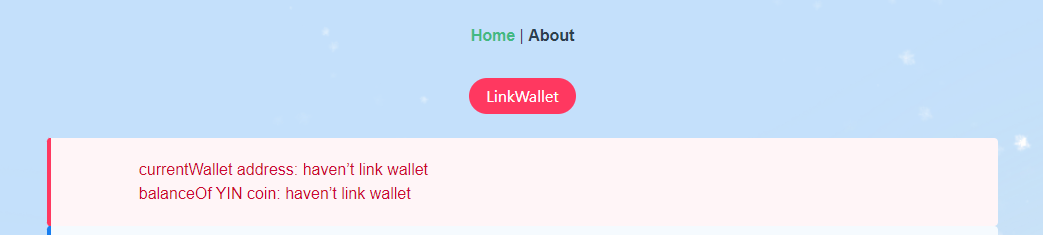 Home | About
LinkWallet
currentWallet address: haven’t link wallet
balanceOf YIN coin: haven’t link wallet